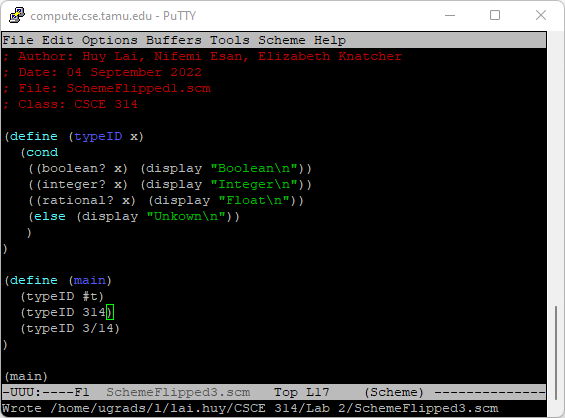 compute.cse.tamu.edu - PuTTY
File Edit Options Buffers Tools Scheme Help
; Author: Huy Lai, Nifemi Esan, Elizabeth Knatcher
; Date: 04 September 2022
; File: SchemeFlipped1.scm
; Class: CSCE 314
(define (typeID x)
  (cond
   ((boolean? x) (display "Boolean\n"))
   ((integer? x) (display "Integer\n"))
   ((rational? x) (display "Float\n"))
   (else (display "Unkown\n"))
   )
)
(define (main)
  (typeID #t)
  (typeID 314)
  (typeID 3/14)
)
(main)
-UUU:----F1  SchemeFlipped3.scm   Top L17    (Scheme) ---------------
Wrote /home/ugrads/l/lai.huy/CSCE 314/Lab 2/SchemeFlipped3.scm